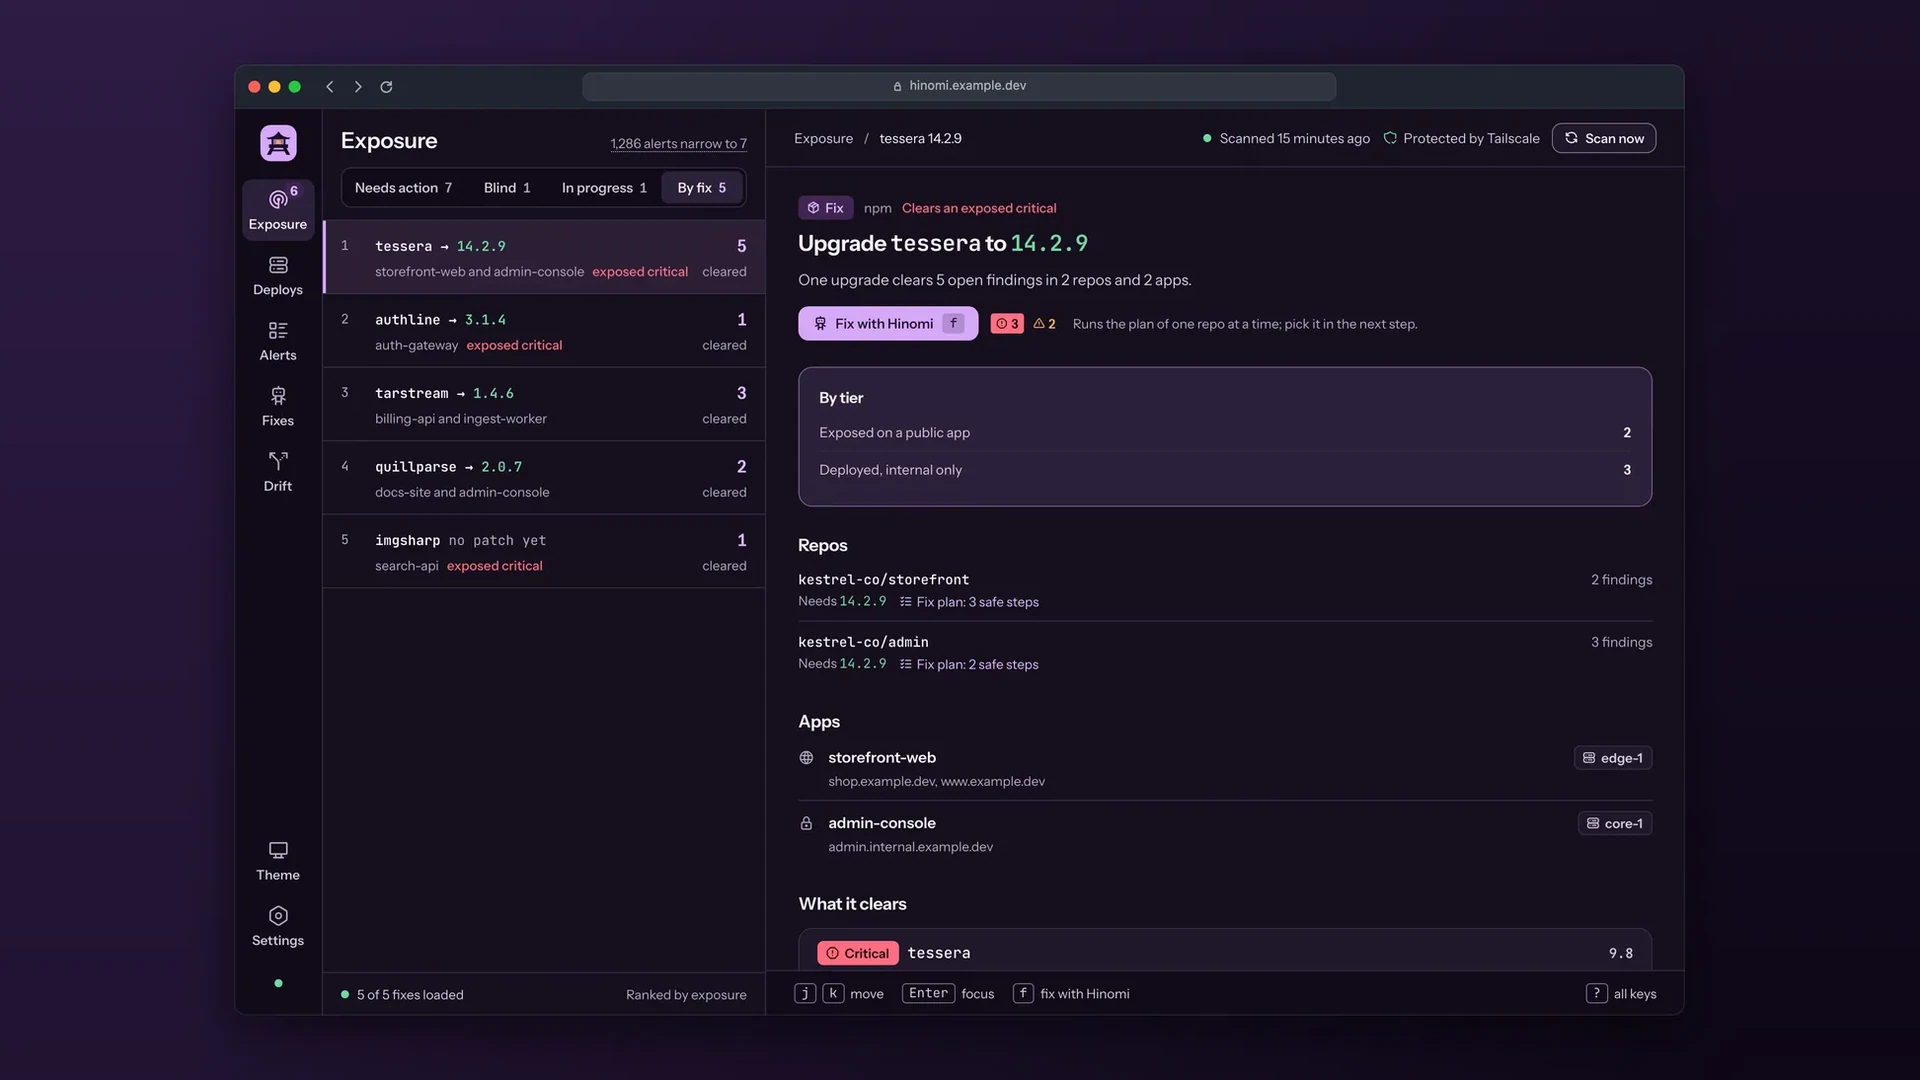 hinomi.example.dev
6
Exposure
Deploys
Alerts
Fixes
Drift
Theme
Settings
Exposure
1,286 alerts narrow to 7
Needs action 7 Blind 1 In progress 1 By fix 5
1 tessera → 14.2.9 5
storefront-web and admin-console exposed critical cleared
2 authline → 3.1.4 1
auth-gateway exposed critical cleared
3 tarstream → 1.4.6 3
billing-api and ingest-worker cleared
4 quillparse → 2.0.7 2
docs-site and admin-console cleared
5 imgsharp no patch yet 1
search-api exposed critical cleared
5 of 5 fixes loaded Ranked by exposure
Exposure / tessera 14.2.9
Scanned 15 minutes ago Protected by Tailscale Scan now
Fix npm Clears an exposed critical
Upgrade tessera to 14.2.9
One upgrade clears 5 open findings in 2 repos and 2 apps.
Fix with Hinomi f 3 2 Runs the plan of one repo at a time; pick it in the next step.
By tier
Exposed on a public app 2
Deployed, internal only 3
Repos
kestrel-co/storefront 2 findings
Needs 14.2.9 Fix plan: 3 safe steps
kestrel-co/admin 3 findings
Needs 14.2.9 Fix plan: 2 safe steps
Apps
storefront-web edge-1
shop.example.dev, www.example.dev
admin-console core-1
admin.internal.example.dev
What it clears
Critical tessera 9.8
j k move Enter focus f fix with Hinomi ? all keys